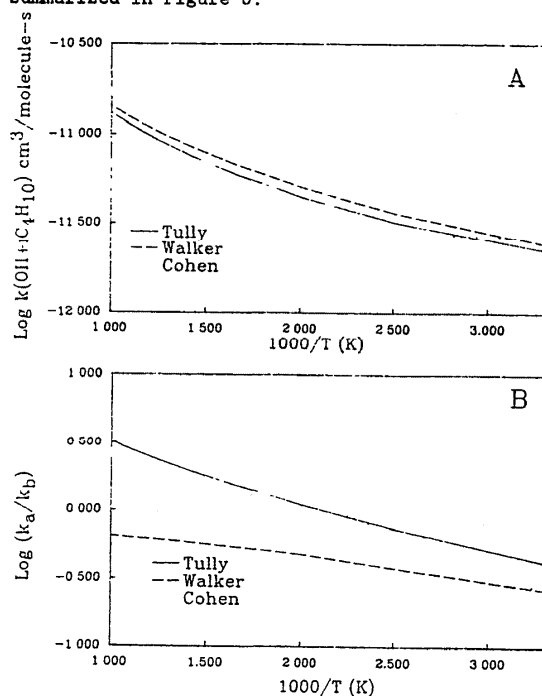 summarized in Figure
A
Log k(OH+iC4H10) cm³/molecule-s
-10 500
-11 000
-11.500
-12 000
Tully
Walker
Cohen
1 000
1 500
2 000
2.500
3.000
1000/T (K)
B
Log (ka/kb)
1 000
0 500
0 000
-0.500
-1 000
Tully
Walker
Cohen
1 000
1.500
2 000
2.500
3 000
1000/T (K)